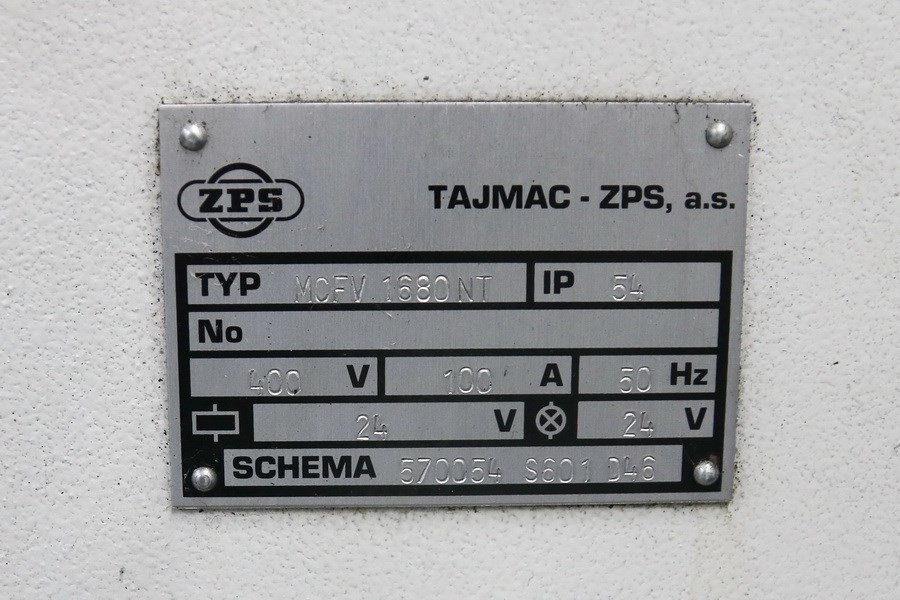 ZPS
TAJMAC - ZPS, a.s.
TYP MCFV 1680 NT IP 54
No
400 V 100 A 50 Hz
24 V 24 V
SCHEMA 570054 S601 D46